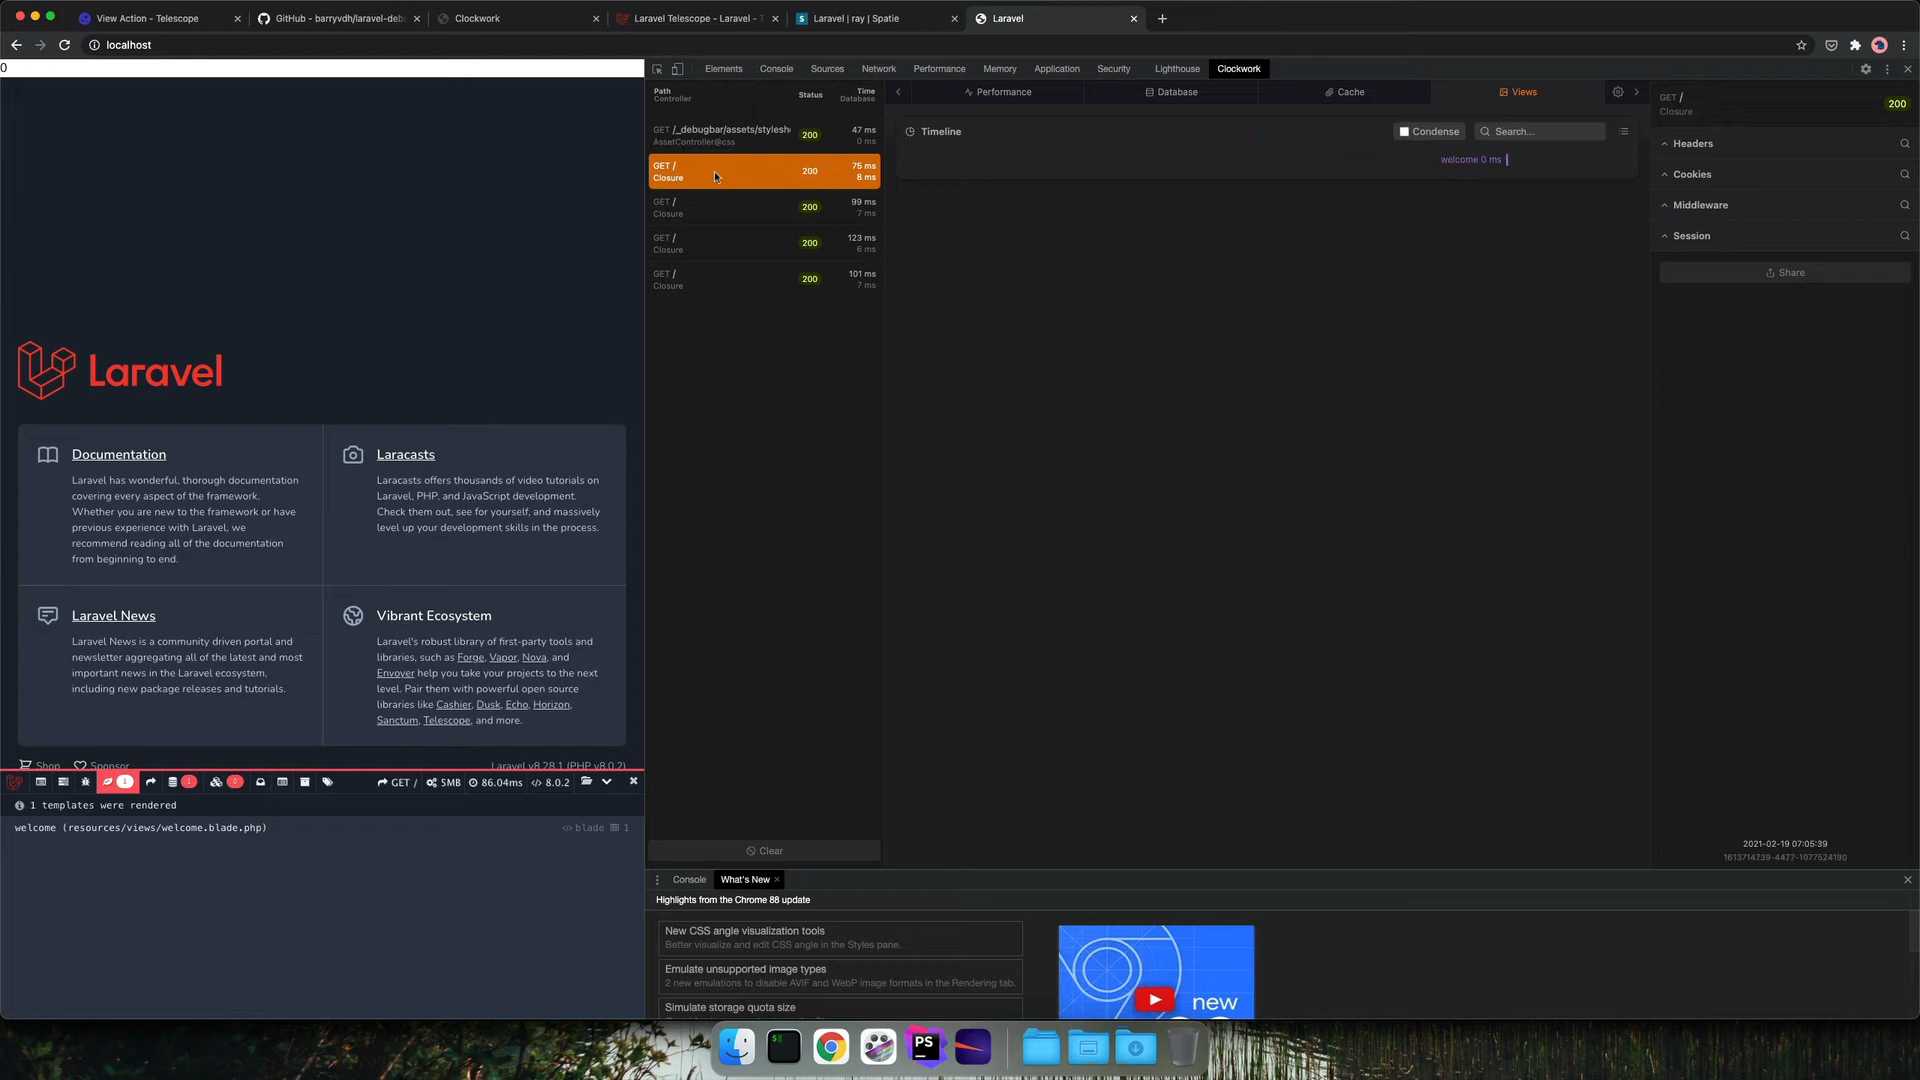 View Action - Telescope
GitHub - barryvdh/laravel-deb
Clockwork
Laravel Telescope - Laravel - T
Laravel | ray | Spatie
Laravel
localhost
0
Laravel
Documentation
Laravel has wonderful, thorough documentation
covering every aspect of the framework.
Whether you are new to the framework or have
previous experience with Laravel, we
recommend reading all of the documentation
from beginning to end.
Laracasts
Laracasts offers thousands of video tutorials on
Laravel, PHP, and JavaScript development.
Check them out, see for yourself, and massively
level up your development skills in the process.
Laravel News
Laravel News is a community driven portal and
newsletter aggregating all of the latest and most
important news in the Laravel ecosystem,
including new package releases and tutorials.
Vibrant Ecosystem
Laravel's robust library of first-party tools and
libraries, such as Forge, Vapor, Nova, and
Envoyer help you take your projects to the next
level. Pair them with powerful open source
libraries like Cashier, Dusk, Echo, Horizon,
Sanctum, Telescope, and more.
Shop Sponsor Laravel v8.28.1 (PHP v8.0.2)
1 1 0 GET / 5MB 86.04ms 8.0.2
1 templates were rendered
welcome (resources/views/welcome.blade.php) blade 1
Elements Console Sources Network Performance Memory Application Security Lighthouse Clockwork
Path Status Time
Controller Database
GET /_debugbar/assets/stylesh 200 47 ms
AssetController@css 0 ms
GET / 200 75 ms
Closure 8 ms
GET / 200 99 ms
Closure 7 ms
GET / 200 123 ms
Closure 6 ms
GET / 200 101 ms
Closure 7 ms
Clear
Performance Database Cache Views
Timeline Condense Search...
welcome 0 ms
GET / 200
Closure
Headers
Cookies
Middleware
Session
Share
2021-02-19 07:05:39
1613714739-4477-1077524190
Console What's New
Highlights from the Chrome 88 update
New CSS angle visualization tools
Better visualize and edit CSS angle in the Styles pane.
Emulate unsupported image types
2 new emulations to disable AVIF and WebP image formats in the Rendering tab.
Simulate storage quota size
new
PS